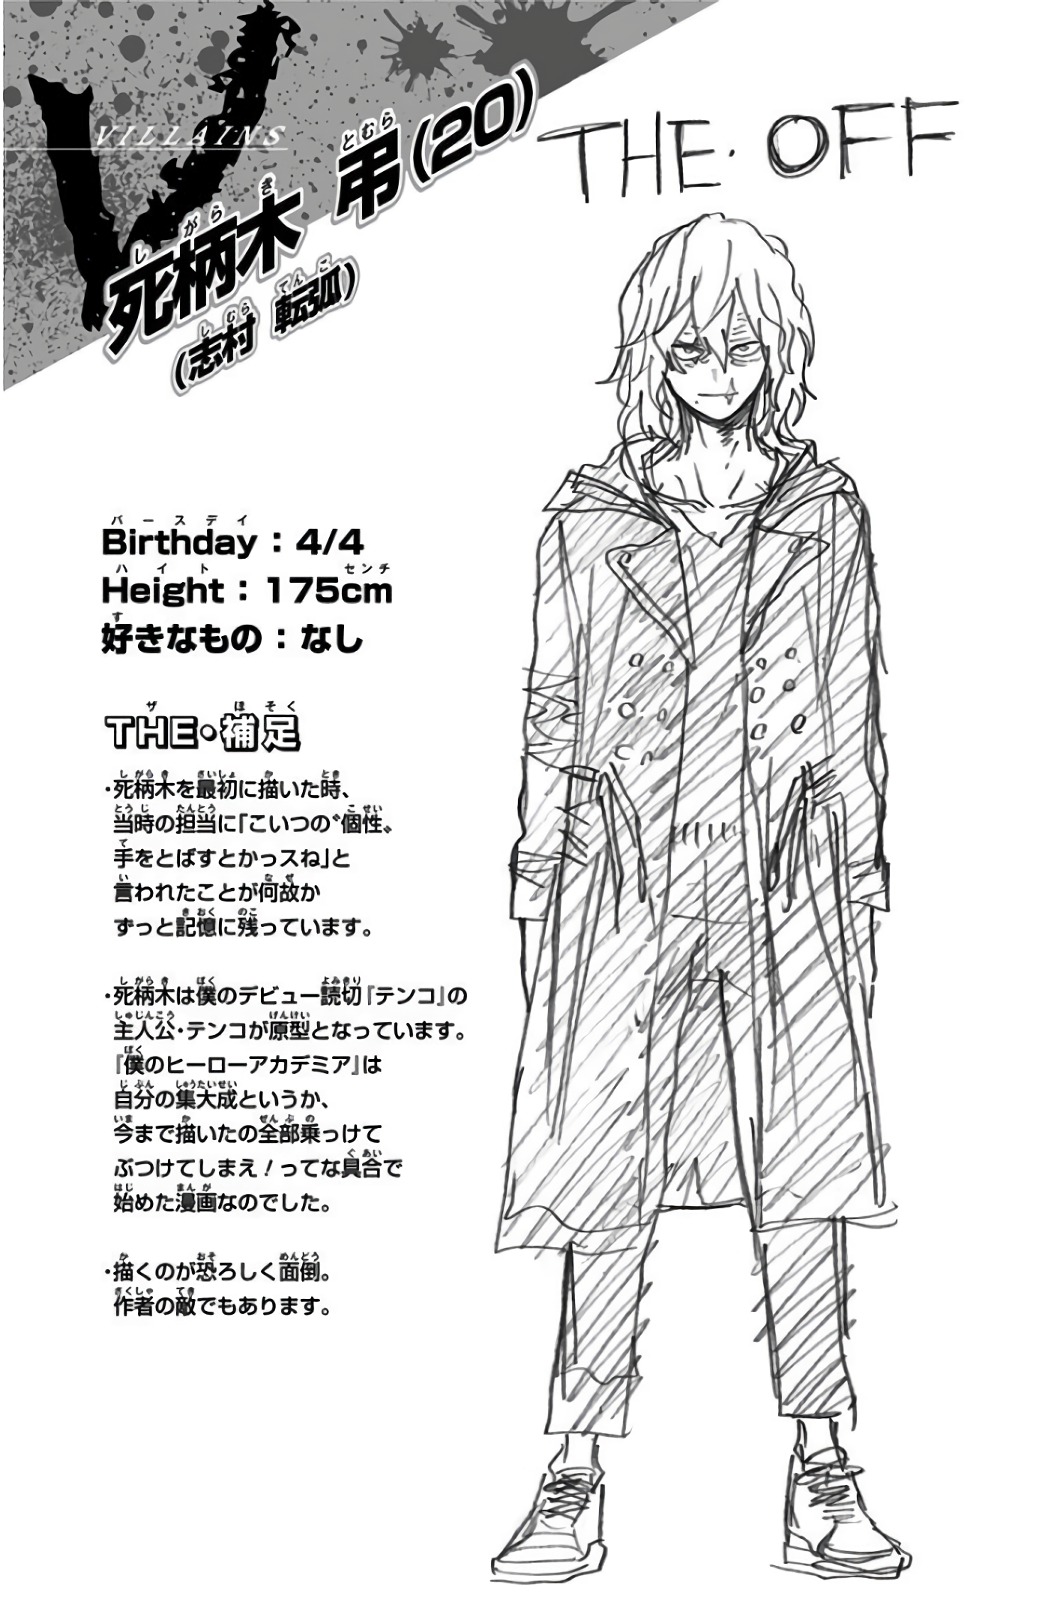 VILLAINS
死柄木 弔(20)
(志村 転弧)
THE・OFF
Birthday：4/4
Height：175cm
好きなもの：なし
THE・補足
・死柄木を最初に描いた時、
当時の担当に「こいつの〝個性〟
手をとばすとかっスね」と
言われたことが何故か
ずっと記憶に残っています。
・死柄木は僕のデビュー読切『テンコ』の
主人公・テンコが原型となっています。
『僕のヒーローアカデミア』は
自分の集大成というか、
今まで描いたの全部乗っけて
ぶつけてしまえ！ってな具合で
始めた漫画なのでした。
・描くのが恐ろしく面倒。
作者の敵でもあります。